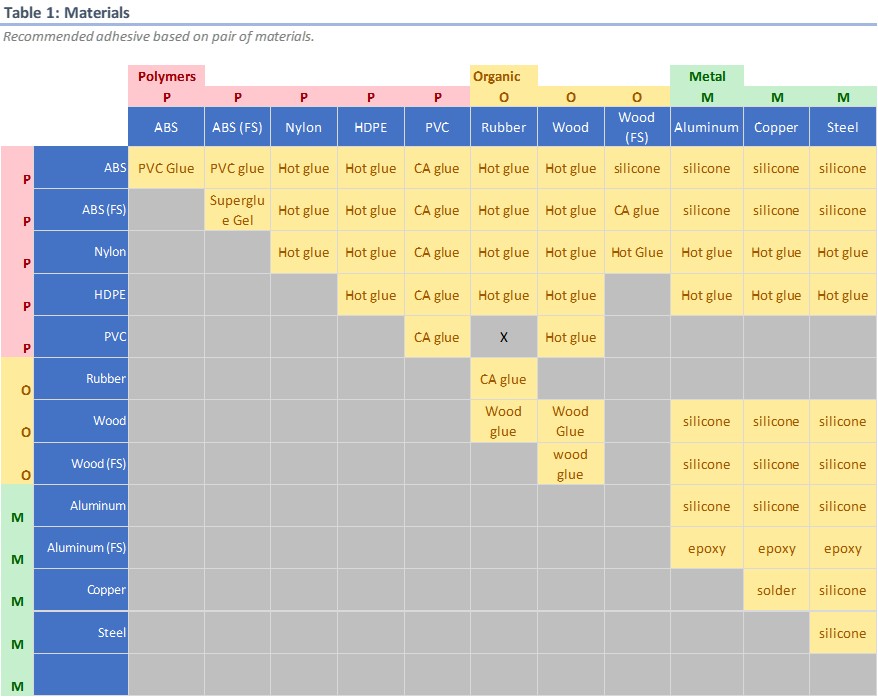 Table 1: Materials
Recommended adhesive based on pair of materials.
Polymers Organic Metal
P P P P P O O O M M M
ABS ABS (FS) Nylon HDPE PVC Rubber Wood Wood (FS) Aluminum Copper Steel
P ABS PVC Glue PVC glue Hot glue Hot glue CA glue Hot glue Hot glue silicone silicone silicone silicone
P ABS (FS) Superglu e Gel Hot glue Hot glue CA glue Hot glue Hot glue CA glue silicone silicone silicone
P Nylon Hot glue Hot glue CA glue Hot glue Hot glue Hot Glue Hot glue Hot glue Hot glue
P HDPE Hot glue CA glue Hot glue Hot glue Hot glue Hot glue Hot glue
P PVC CA glue X Hot glue
O Rubber CA glue
O Wood Wood glue Wood Glue silicone silicone silicone
O Wood (FS) wood glue silicone silicone silicone
M Aluminum silicone silicone silicone
M Aluminum (FS) epoxy epoxy epoxy
M Copper solder silicone
M Steel silicone
M